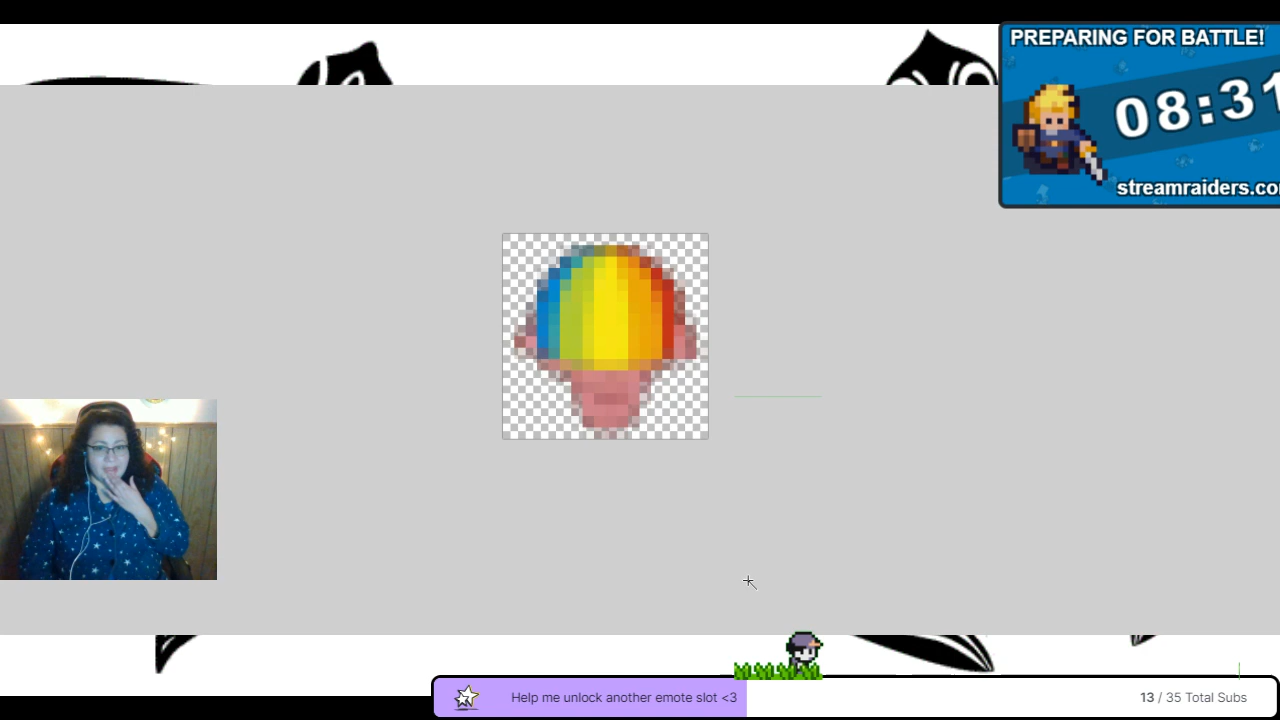 PREPARING FOR BATTLE!
08:31
streamraiders.co
Help me unlock another emote slot <3
13 / 35 Total Subs